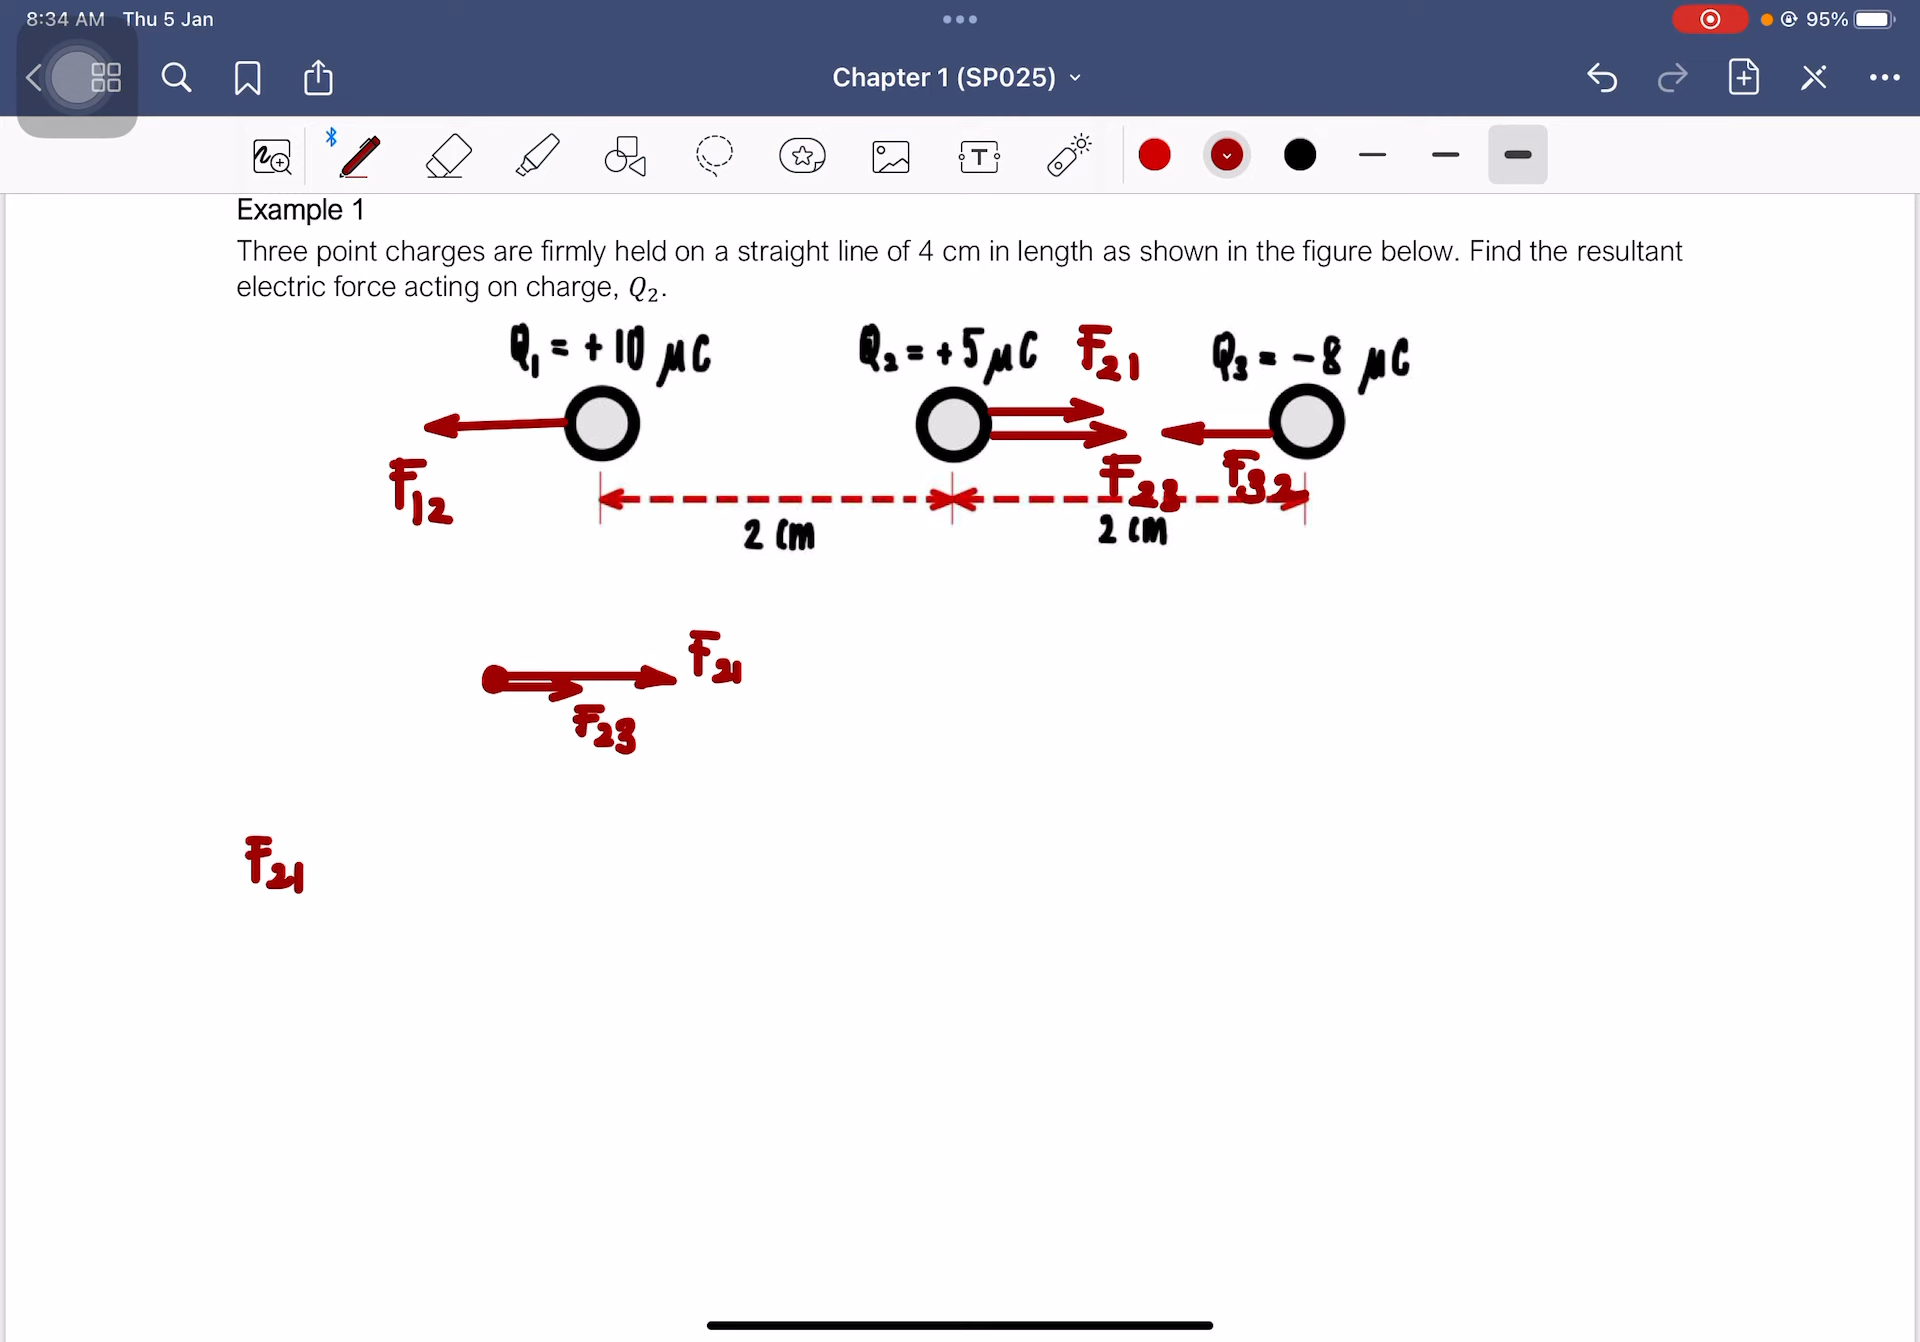 8:34 AM Thu 5 Jan
95%
Chapter 1 (SP025)
T
Example 1
Three point charges are firmly held on a straight line of 4 cm in length as shown in the figure below. Find the resultant
electric force acting on charge, Q₂.
Q₁ = +10 μC
Q₂ = +5 μC
F₂₁
Q₃ = -8 μC
F₁₂
F₂₃
F₃₂
2 cm
2 cm
F₂₁
F₂₃
F₂₁